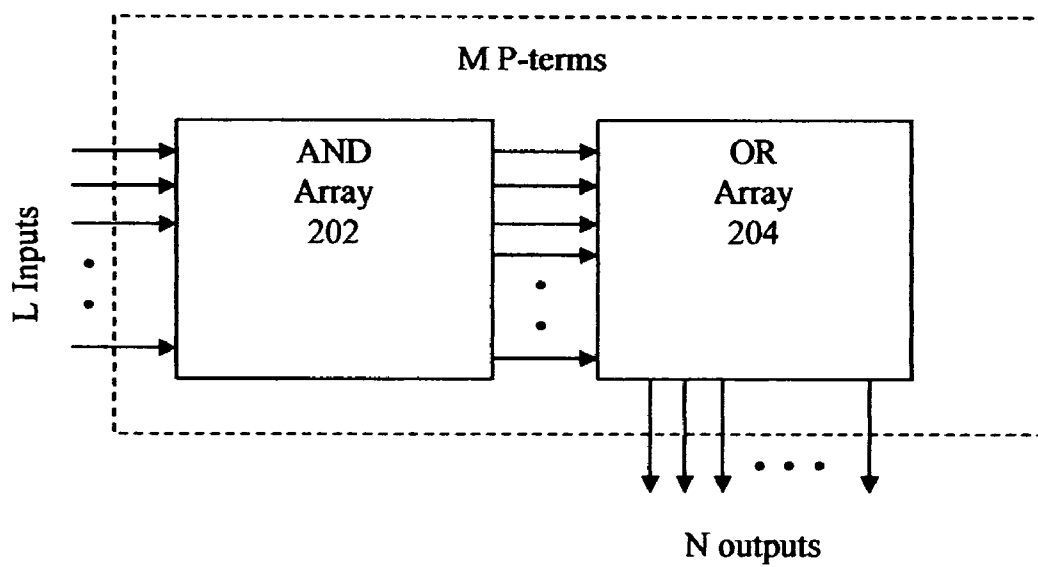 M P-terms
L Inputs
AND
Array
202
OR
Array
204
N outputs